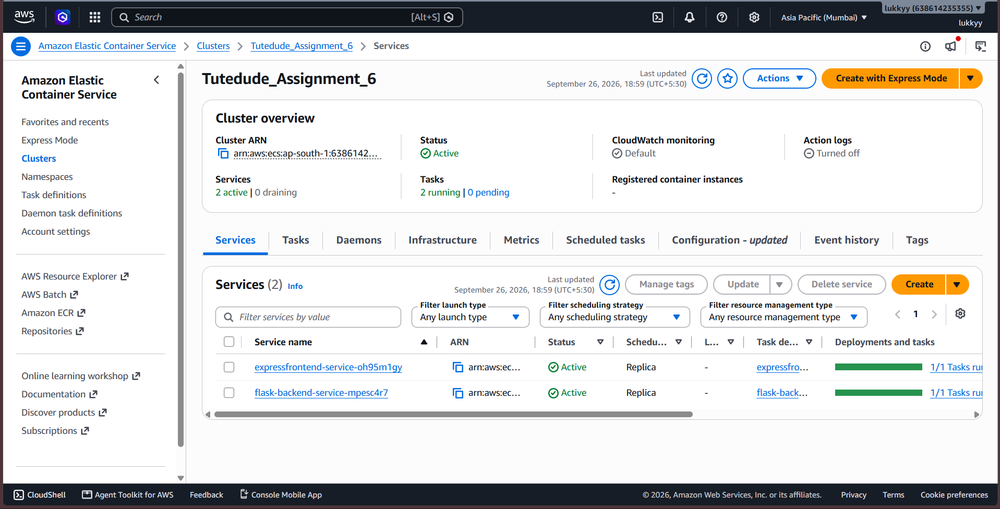 aws
Search
[Alt+S]
Asia Pacific (Mumbai)
lukkyy (638614235355)
lukkyy
Amazon Elastic Container Service
Clusters
Tutedude_Assignment_6
Services
Amazon Elastic Container Service
Favorites and recents
Express Mode
Clusters
Namespaces
Task definitions
Daemon task definitions
Account settings
AWS Resource Explorer
AWS Batch
Amazon ECR
Repositories
Online learning workshop
Documentation
Discover products
Subscriptions
Tutedude_Assignment_6
Last updated
September 26, 2026, 18:59 (UTC+5:30)
Actions
Create with Express Mode
Cluster overview
Cluster ARN
arn:aws:ecs:ap-south-1:6386142...
Status
Active
CloudWatch monitoring
Default
Action logs
Turned off
Services
2 active | 0 draining
Tasks
2 running | 0 pending
Registered container instances
-
Services Tasks Daemons Infrastructure Metrics Scheduled tasks Configuration - updated Event history Tags
Services (2) Info
Last updated
September 26, 2026, 18:59 (UTC+5:30)
Manage tags
Update
Delete service
Create
Filter services by value
Filter launch type
Any launch type
Filter scheduling strategy
Any scheduling strategy
Filter resource management type
Any resource management type
1
Service name ARN Status Schedu... L... Task de... Deployments and tasks
expressfrontend-service-oh95m1gy arn:aws:ec... Active Replica - expressfro... 1/1 Tasks ru
flask-backend-service-mpesc4r7 arn:aws:ec... Active Replica - flask-back... 1/1 Tasks ru
CloudShell Agent Toolkit for AWS Feedback Console Mobile App © 2026, Amazon Web Services, Inc. or its affiliates. Privacy Terms Cookie preferences